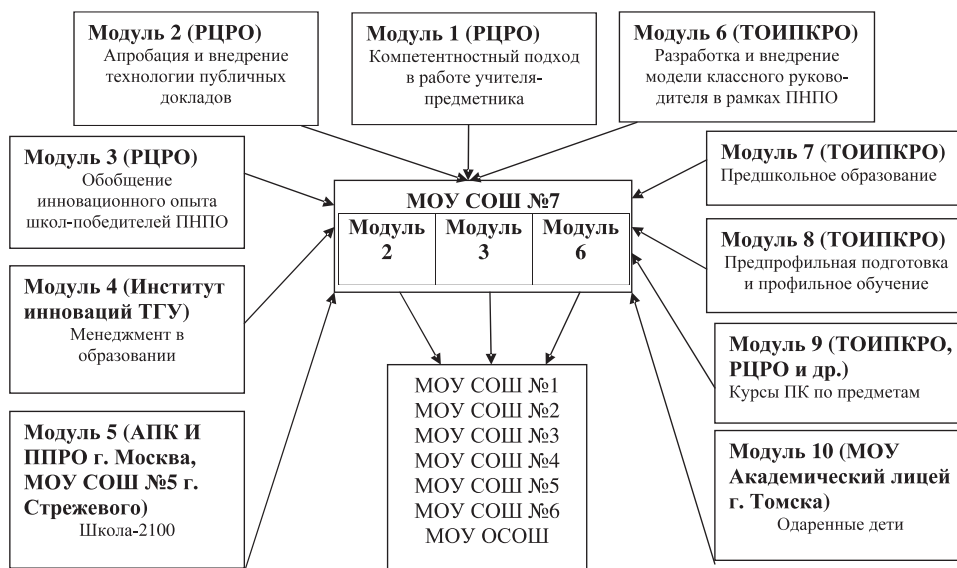 Модуль 2 (РЦРО)
Апробация и внедрение
технологии публичных
докладов
Модуль 1 (РЦРО)
Компетентностный подход
в работе учителя-
предметника
Модуль 6 (ТОИПКРО)
Разработка и внедрение
модели классного руково-
дителя в рамках ПНПО
Модуль 3 (РЦРО)
Обобщение
инновационного опыта
школ-победителей ПНПО
Модуль 4 (Институт
инноваций ТГУ)
Менеджмент в
образовании
Модуль 5 (АПК И
ППРО г. Москва,
МОУ СОШ №5 г.
Стрежевого)
Школа-2100
МОУ СОШ №7
Модуль
2
Модуль
3
Модуль
6
МОУ СОШ №1
МОУ СОШ №2
МОУ СОШ №3
МОУ СОШ №4
МОУ СОШ №5
МОУ СОШ №6
МОУ ОСОШ
Модуль 7 (ТОИПКРО)
Предшкольное образование
Модуль 8 (ТОИПКРО)
Предпрофильная подготовка
и профильное обучение
Модуль 9 (ТОИПКРО,
РЦРО и др.)
Курсы ПК по предметам
Модуль 10 (МОУ
Академический лицей
г. Томска)
Одаренные дети